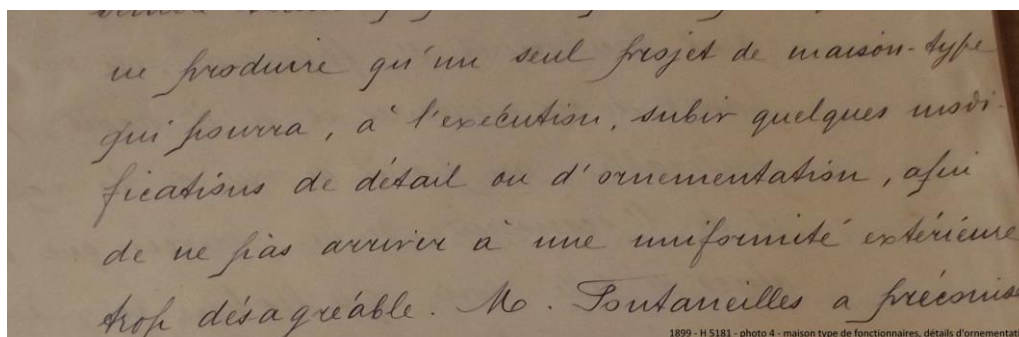 ne produire qu'un seul projet de maison-type
qui pourra, à l'exécution, subir quelques modi-
fications de détail ou d'ornementation, afin
de ne pas arriver à une uniformité extérieure
trop désagréable. M. Fontaneilles a préconisé
1899 - H 5181 - photo 4 - maison type de fonctionnaires, détails d'ornementati